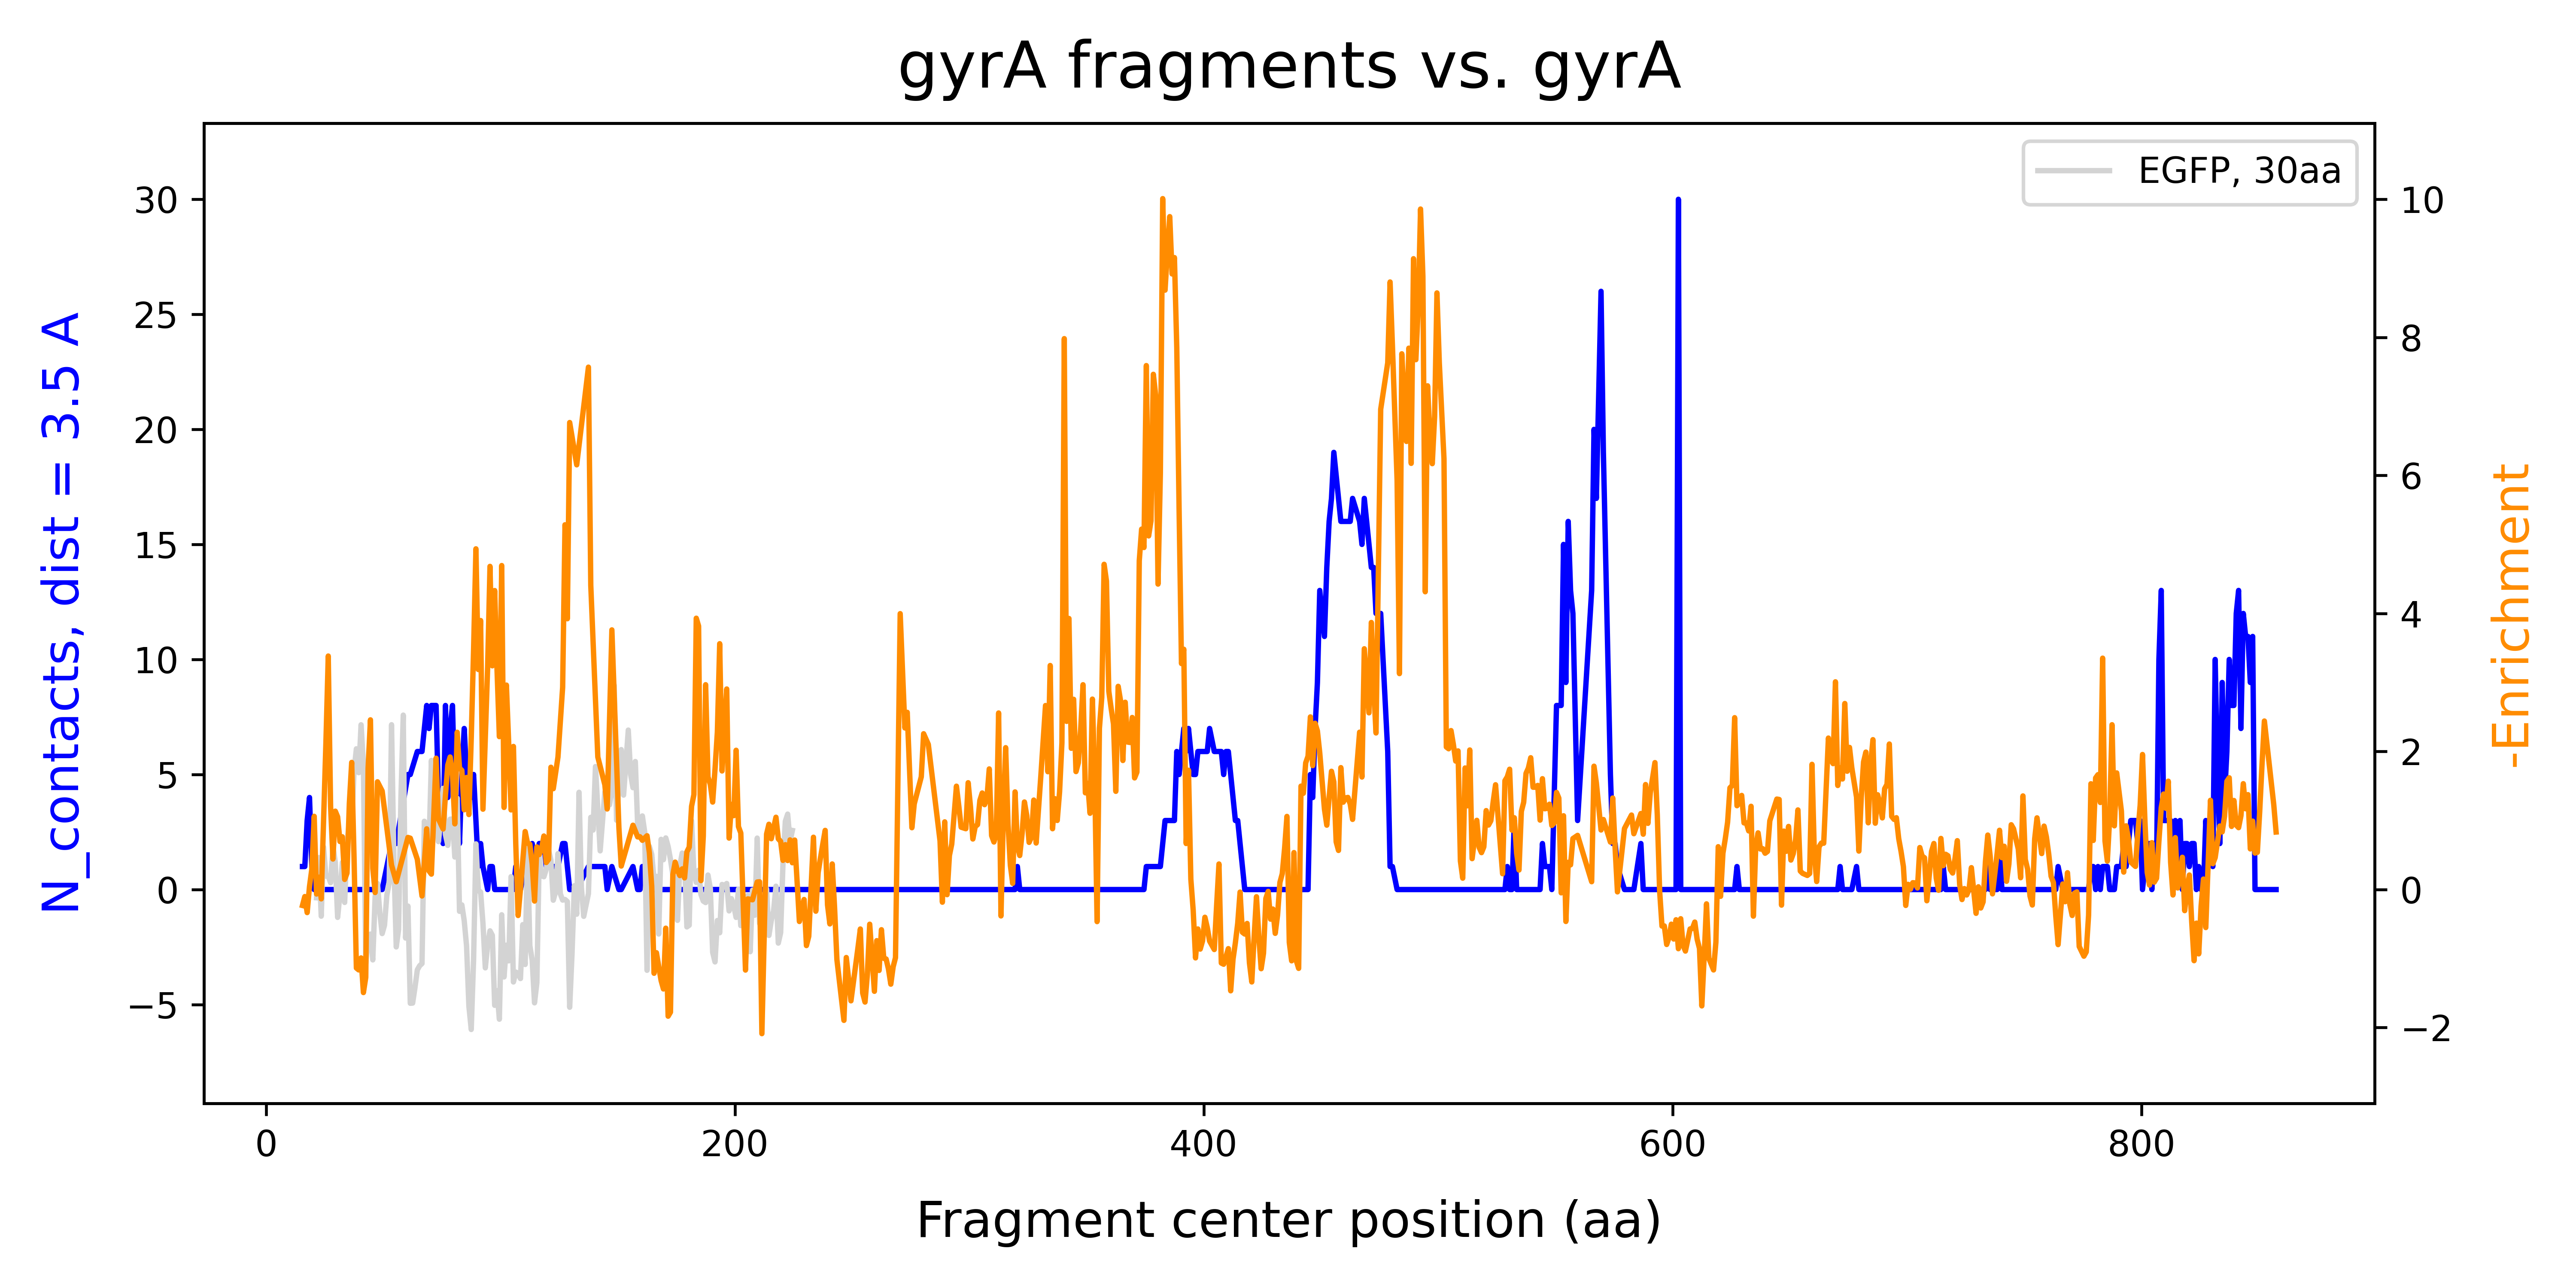 gyrA fragments vs. gyrA
EGFP, 30aa
N_contacts, dist = 3.5 A
30
25
20
15
10
5
0
−5
10
8
6
4
2
0
−2
-Enrichment
0 200 400 600 800
Fragment center position (aa)